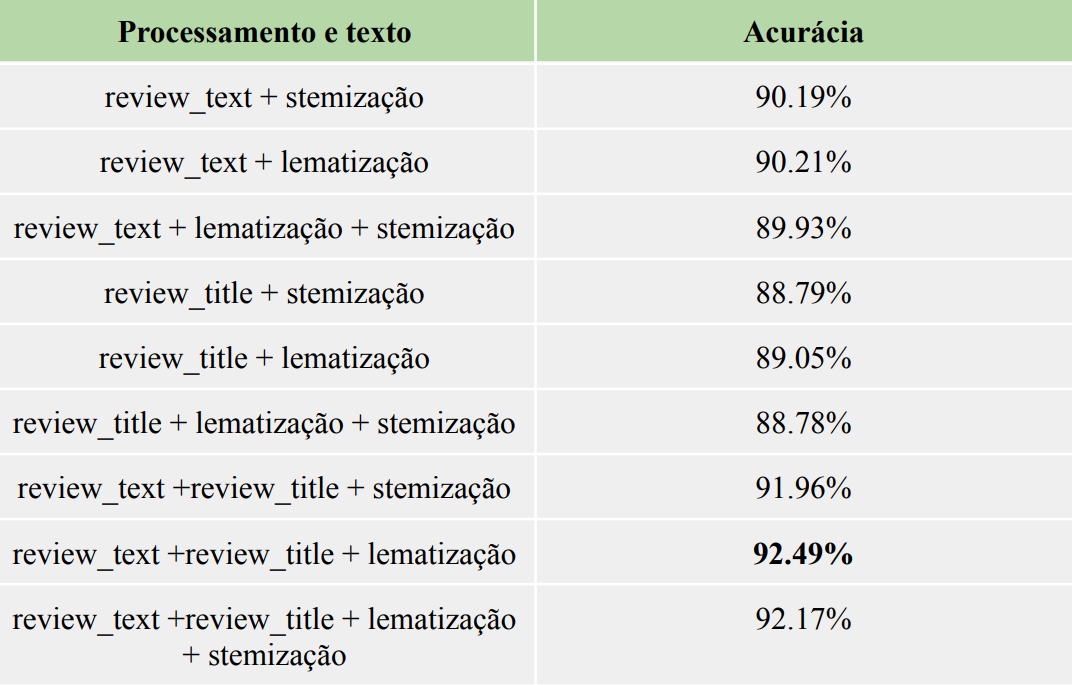 Processamento e texto Acurácia
review_text + stemização 90.19%
review_text + lematização 90.21%
review_text + lematização + stemização 89.93%
review_title + stemização 88.79%
review_title + lematização 89.05%
review_title + lematização + stemização 88.78%
review_text +review_title + stemização 91.96%
review_text +review_title + lematização 92.49%
review_text +review_title + lematização 92.17%
+ stemização